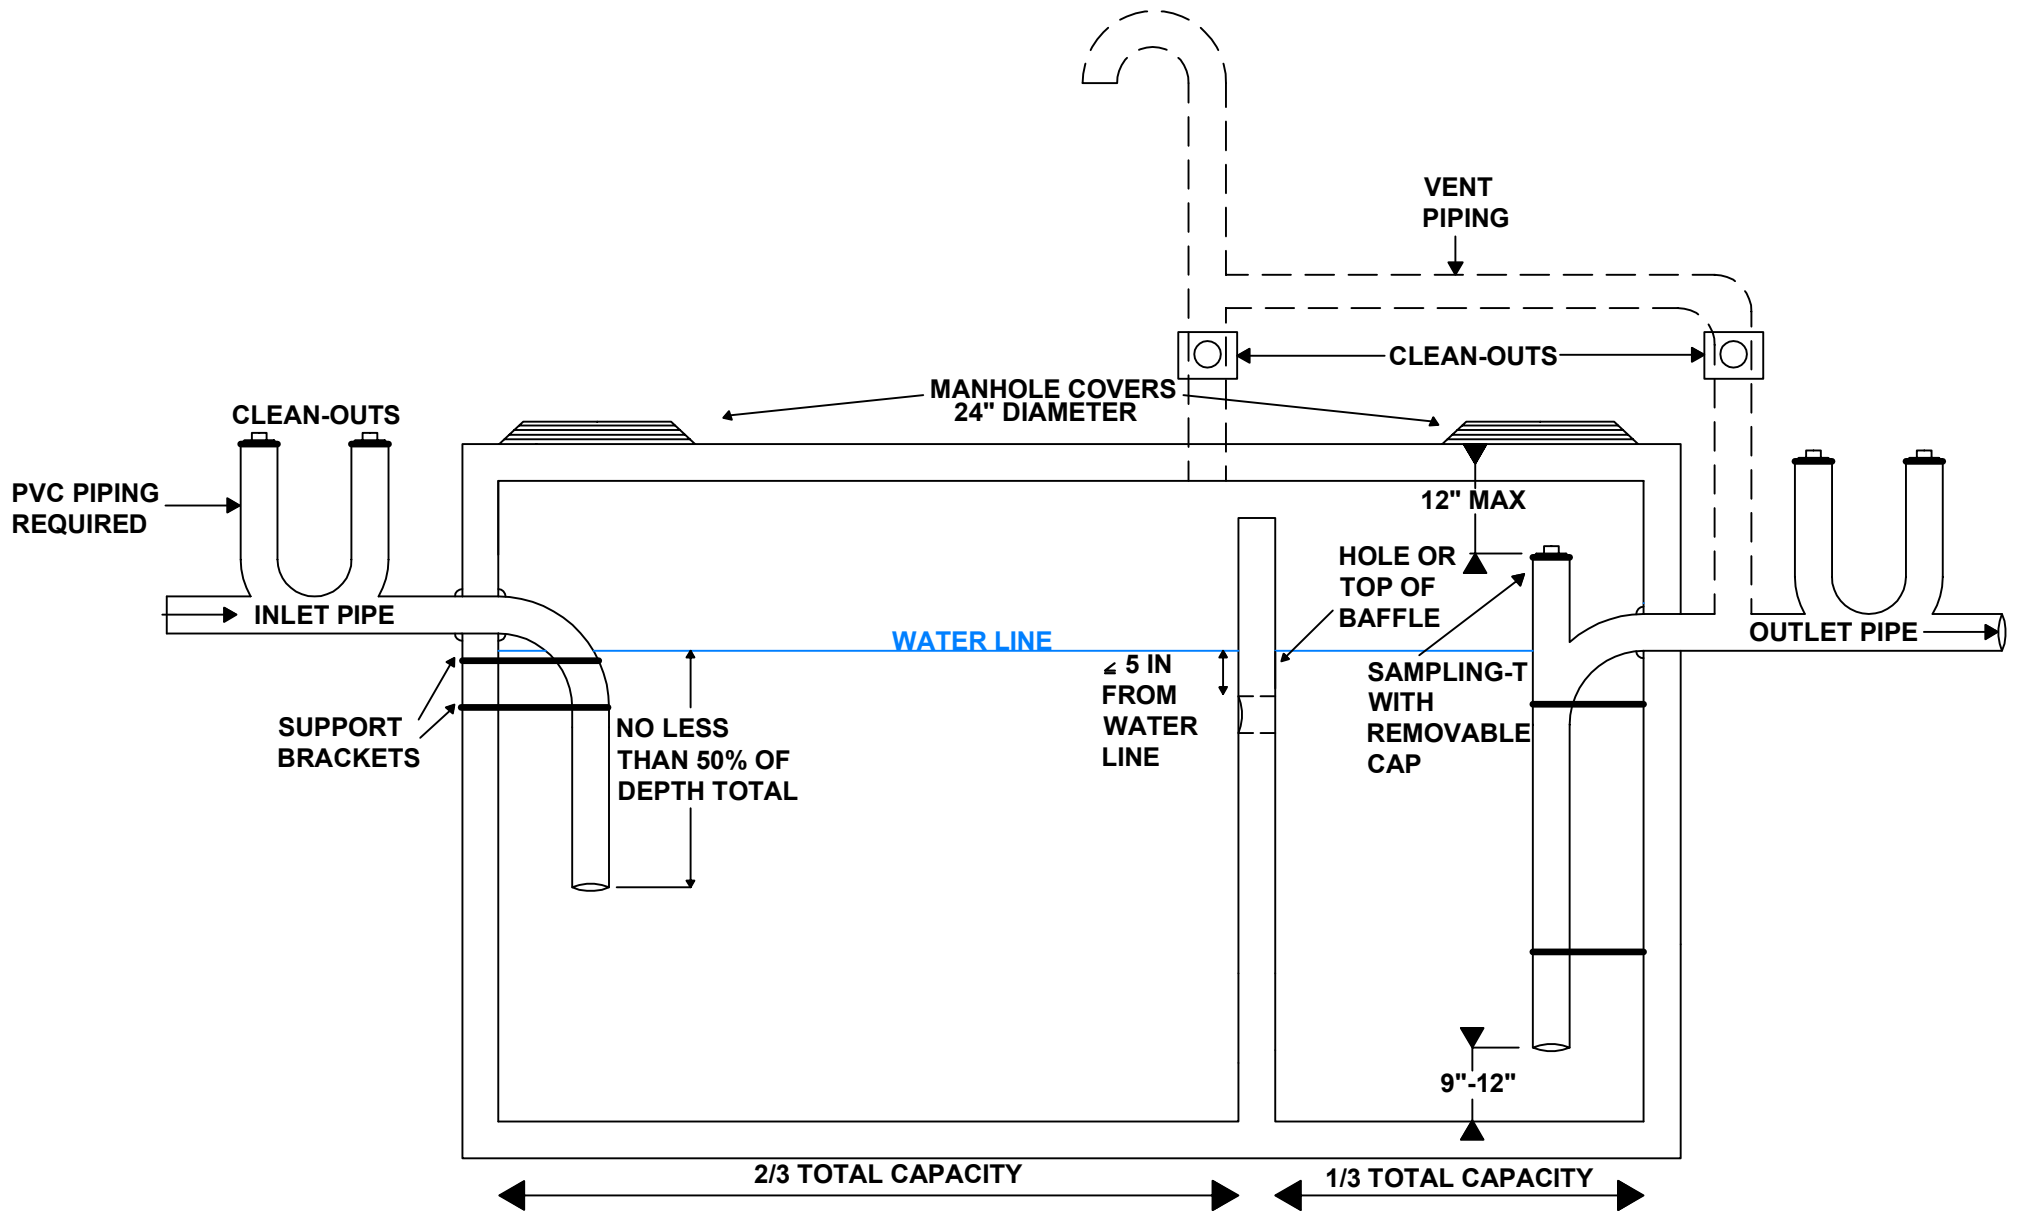 VENT
PIPING
CLEAN-OUTS
MANHOLE COVERS
24" DIAMETER
CLEAN-OUTS
PVC PIPING
REQUIRED
12" MAX
HOLE OR
TOP OF
BAFFLE
INLET PIPE
WATER LINE
OUTLET PIPE
≤ 5 IN
FROM
WATER
LINE
SAMPLING-T
WITH
REMOVABLE
CAP
SUPPORT
BRACKETS
NO LESS
THAN 50% OF
DEPTH TOTAL
9"-12"
2/3 TOTAL CAPACITY
1/3 TOTAL CAPACITY